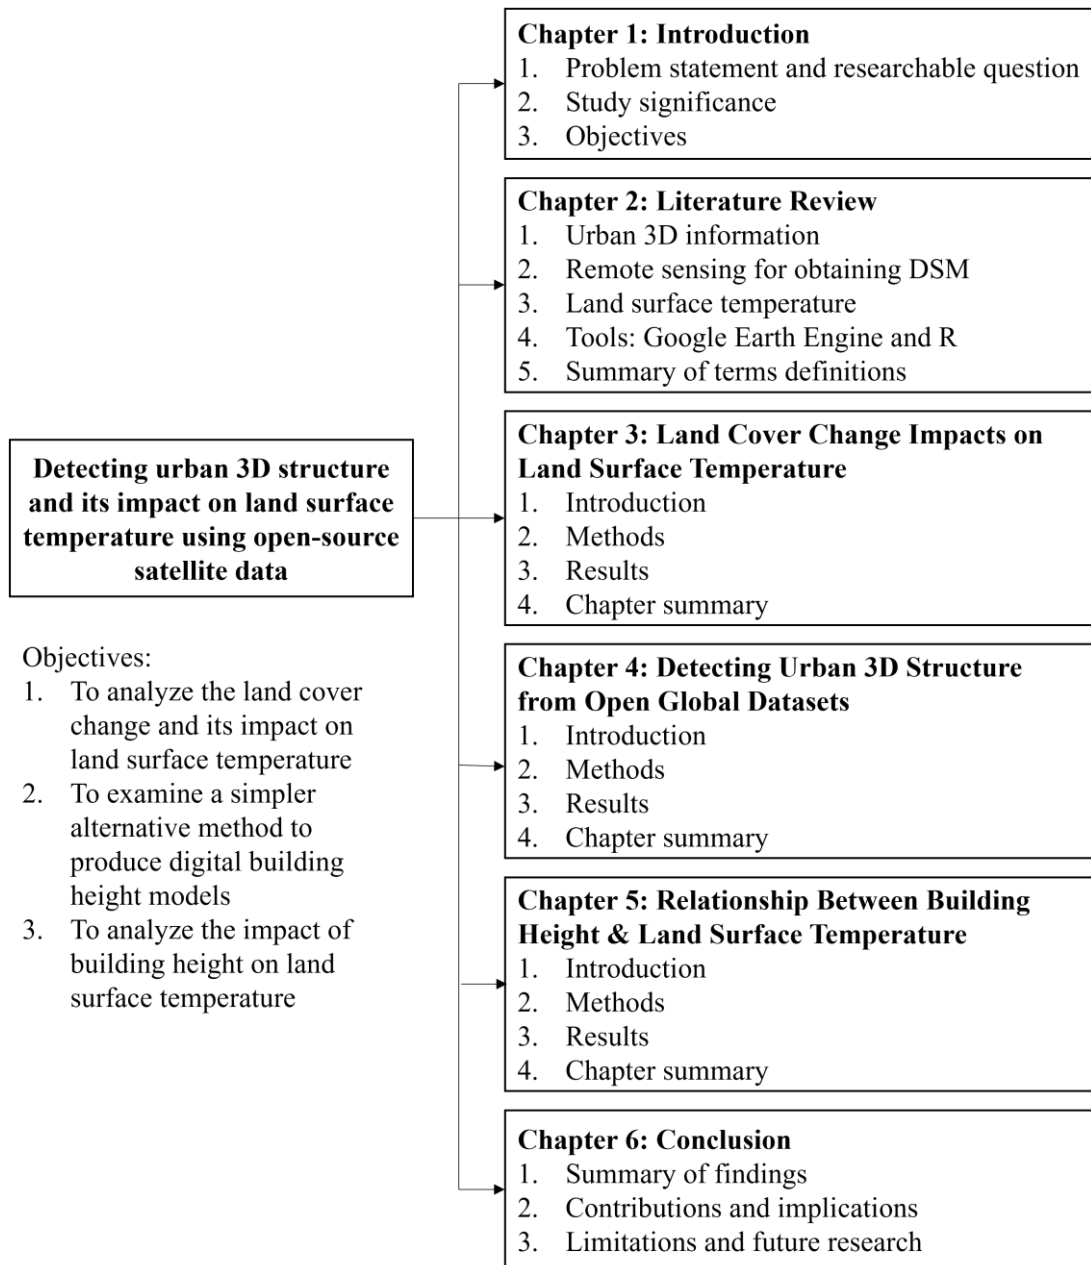 Detecting urban 3D structure
and its impact on land surface
temperature using open-source
satellite data
Objectives:
1. To analyze the land cover
change and its impact on
land surface temperature
2. To examine a simpler
alternative method to
produce digital building
height models
3. To analyze the impact of
building height on land
surface temperature
Chapter 1: Introduction
1. Problem statement and researchable question
2. Study significance
3. Objectives
Chapter 2: Literature Review
1. Urban 3D information
2. Remote sensing for obtaining DSM
3. Land surface temperature
4. Tools: Google Earth Engine and R
5. Summary of terms definitions
Chapter 3: Land Cover Change Impacts on
Land Surface Temperature
1. Introduction
2. Methods
3. Results
4. Chapter summary
Chapter 4: Detecting Urban 3D Structure
from Open Global Datasets
1. Introduction
2. Methods
3. Results
4. Chapter summary
Chapter 5: Relationship Between Building
Height & Land Surface Temperature
1. Introduction
2. Methods
3. Results
4. Chapter summary
Chapter 6: Conclusion
1. Summary of findings
2. Contributions and implications
3. Limitations and future research